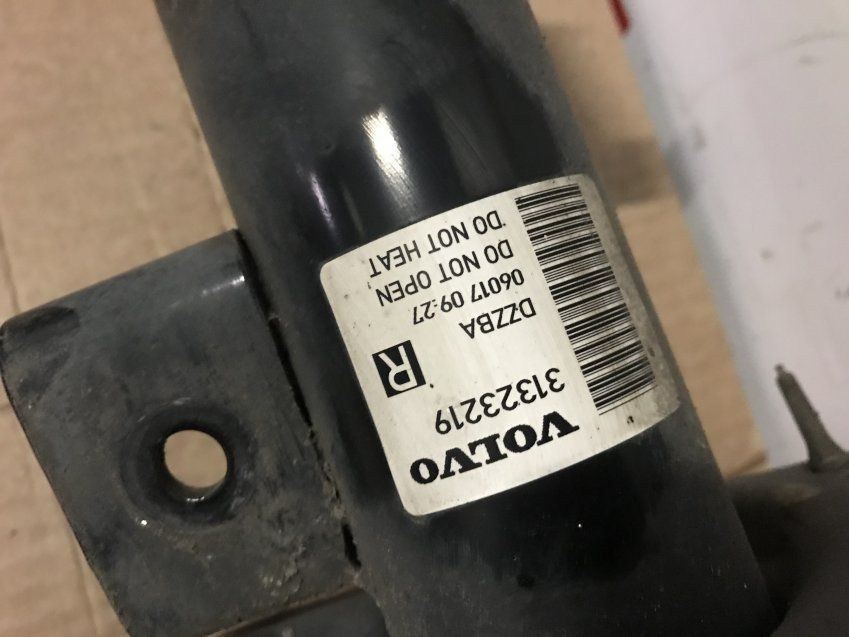 VOLVO
31323219
R
DZZBA
06017 09:27
DO NOT OPEN
DO NOT HEAT